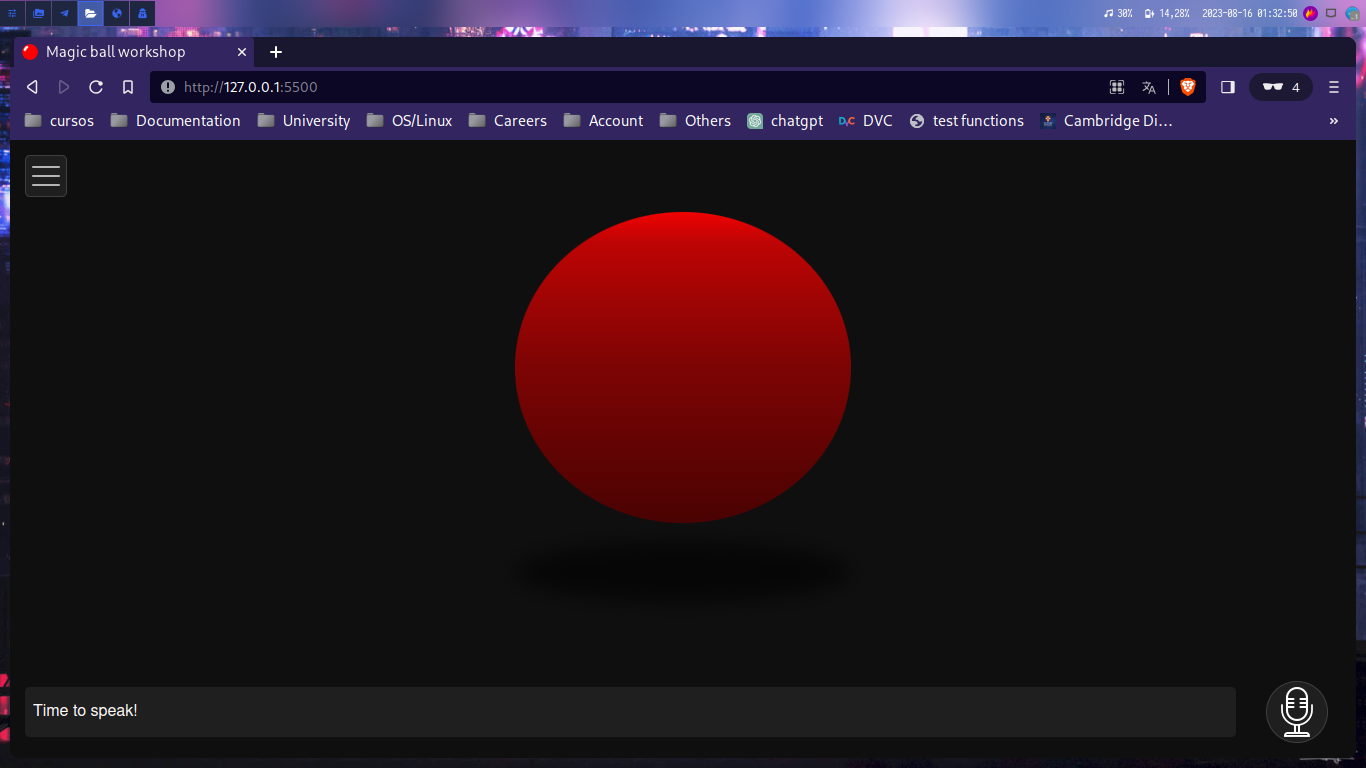 30% 14,28% 2023-08-16 01:32:50
Magic ball workshop
http://127.0.0.1:5500 4
cursos Documentation University OS/Linux Careers Account Others chatgpt DVC DVC test functions Cambridge Di… »
Time to speak!